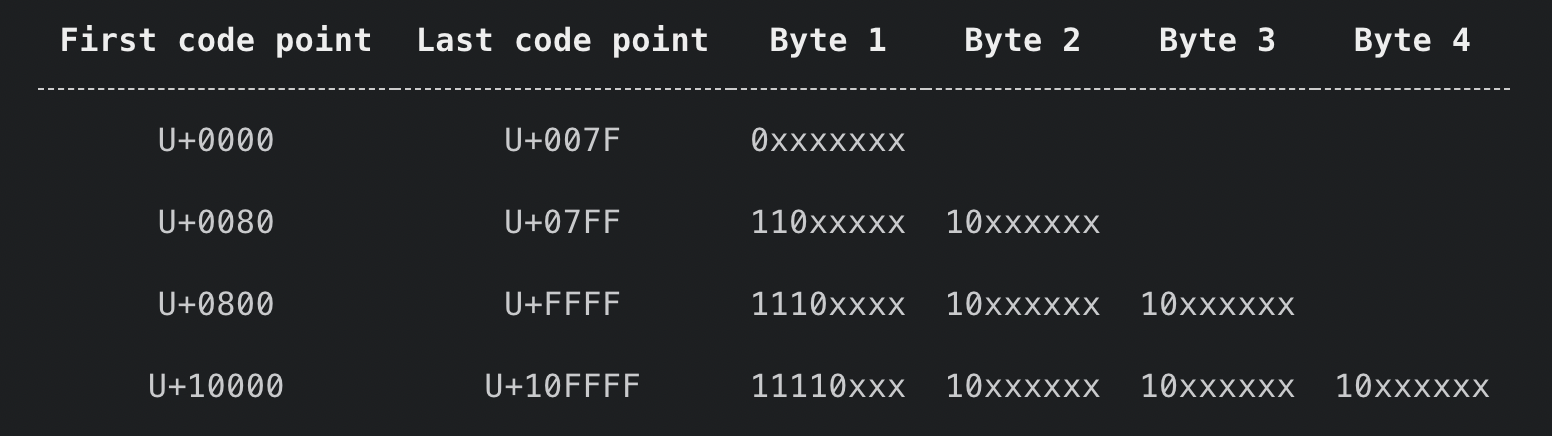 First code point Last code point Byte 1 Byte 2 Byte 3 Byte 4
U+0000 U+007F 0xxxxxxx
U+0080 U+07FF 110xxxxx 10xxxxxx
U+0800 U+FFFF 1110xxxx 10xxxxxx 10xxxxxx
U+10000 U+10FFFF 11110xxx 10xxxxxx 10xxxxxx 10xxxxxx